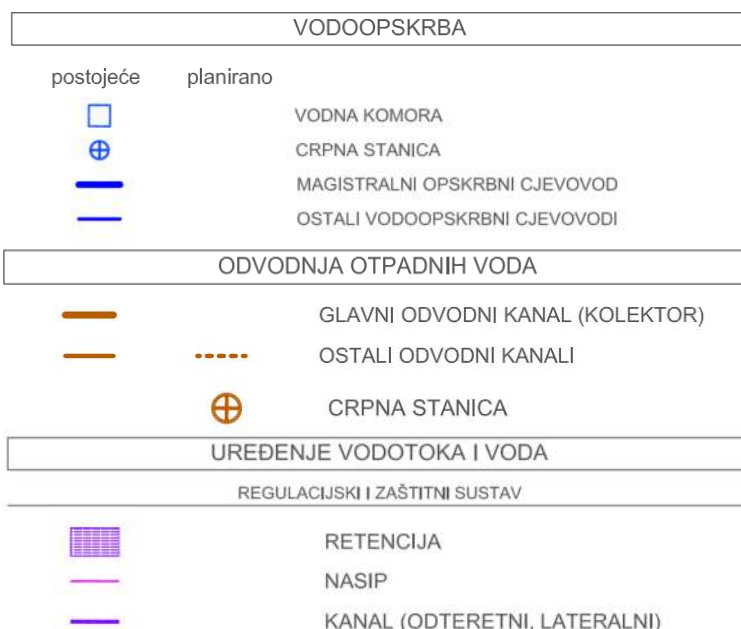 VODOOPSKRBA
postojeće planirano
VODNA KOMORA
CRPNA STANICA
MAGISTRALNI OPSKRBNI CJEVOVOD
OSTALI VODOOPSKRBNI CJEVOVODI
ODVODNJA OTPADNIH VODA
GLAVNI ODVODNI KANAL (KOLEKTOR)
OSTALI ODVODNI KANALI
CRPNA STANICA
UREĐENJE VODOTOKA I VODA
REGULACIJSKI I ZAŠTITNI SUSTAV
RETENCIJA
NASIP
KANAL (ODTERETNI, LATERALNI)